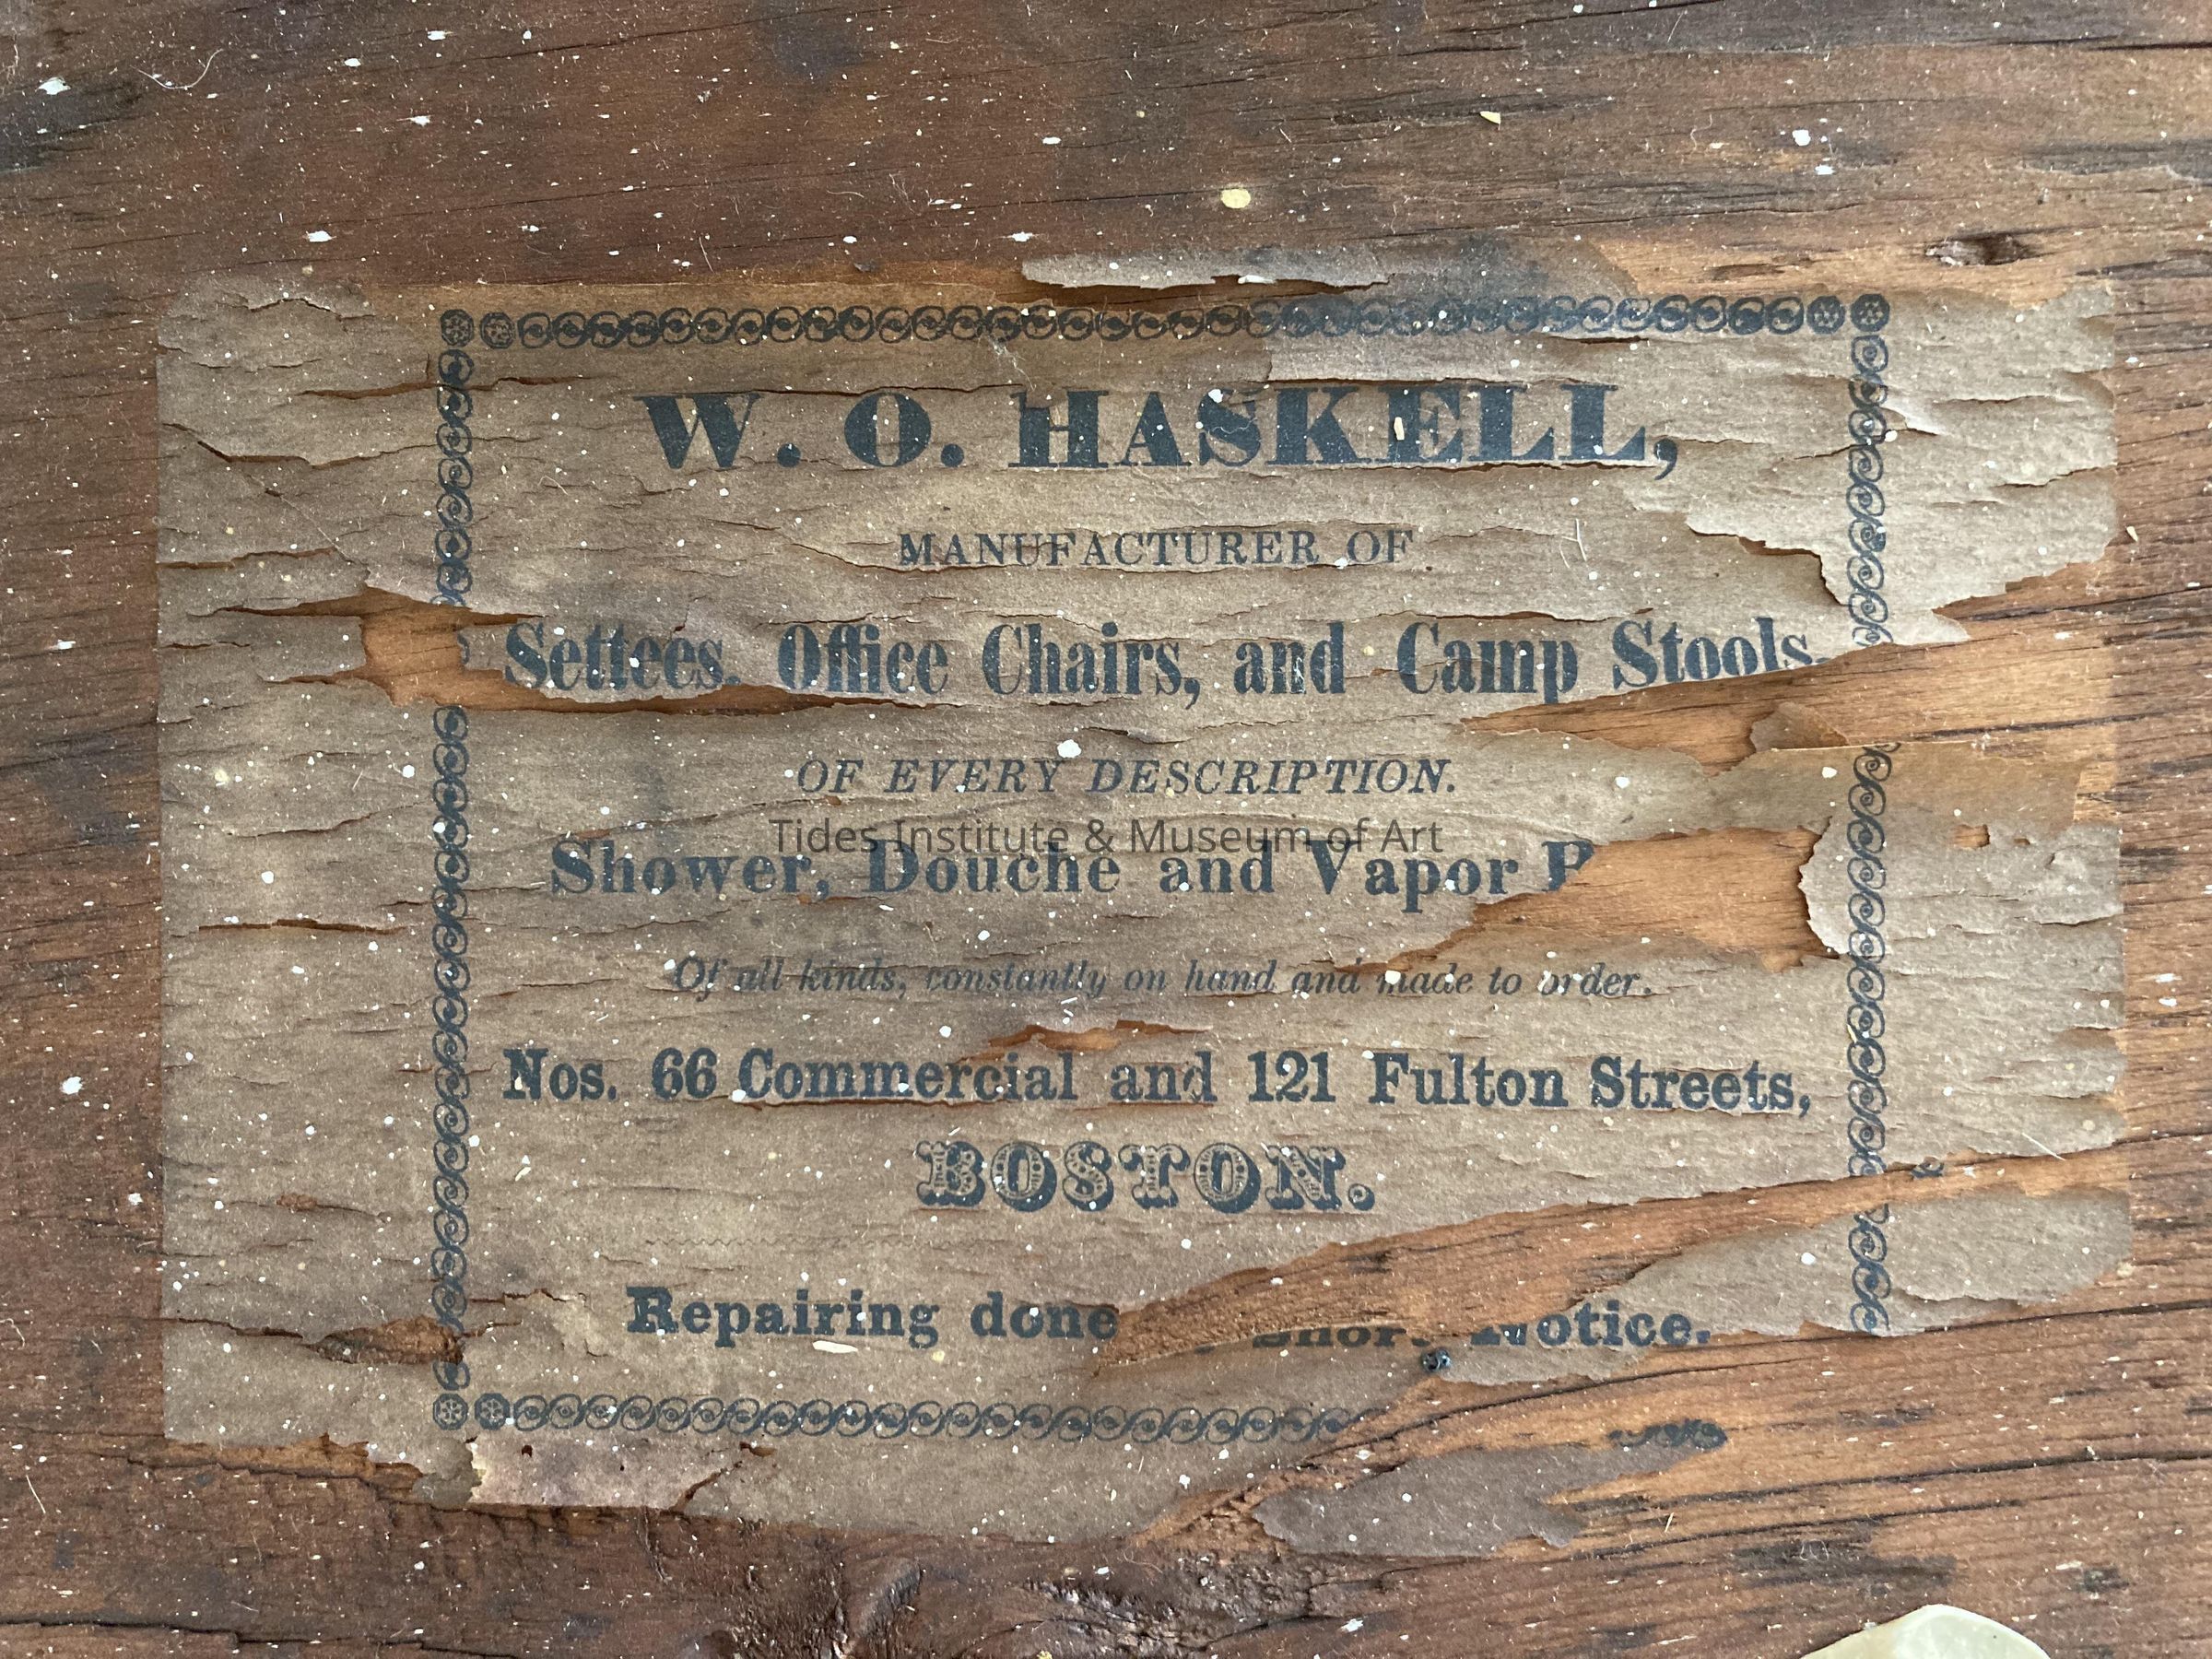 W. O. HASKELL,
MANUFACTURER OF
Settees, Office Chairs, and Camp Stools,
OF EVERY DESCRIPTION.
Tides Institute & Museum of Art
Shower, Douche and Vapor
Of all kinds, constantly on hand and made to order.
Nos. 66 Commercial and 121 Fulton Streets,
BOSTON.
Repairing done Short Notice.